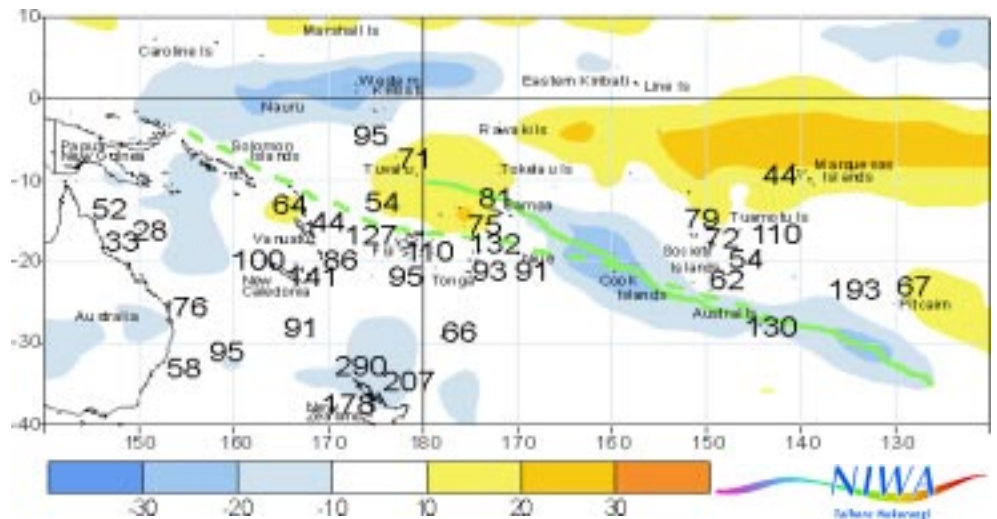 10
Marshall Is
Caroline Is
Western
Kiribati
Eastern Kiribati
Line Is
0
Nauru
95
Rawaki Is
Papua
New Guinea
Solomon
Islands
71
Tuvalu
Tokelau Is
44
Marquesas
Islands
-10
52
64
54
81
Samoa
28
33
44
127
75
79
Tuamotu Is
Vanuatu
Fiji
110
132
72
110
-20
100
86
Niue
Society
Islands
54
New
Caledonia
141
95
Tonga
93
91
Cook
Islands
62
193
67
Pitcairn
76
Australia
91
66
Austral Is
130
-30
95
58
290
207
178
New
Zealand
-40
150
160
170
180
170
160
150
140
130
-30
-20
-10
10
20
30
NIWA
Taihoro Nukurangi